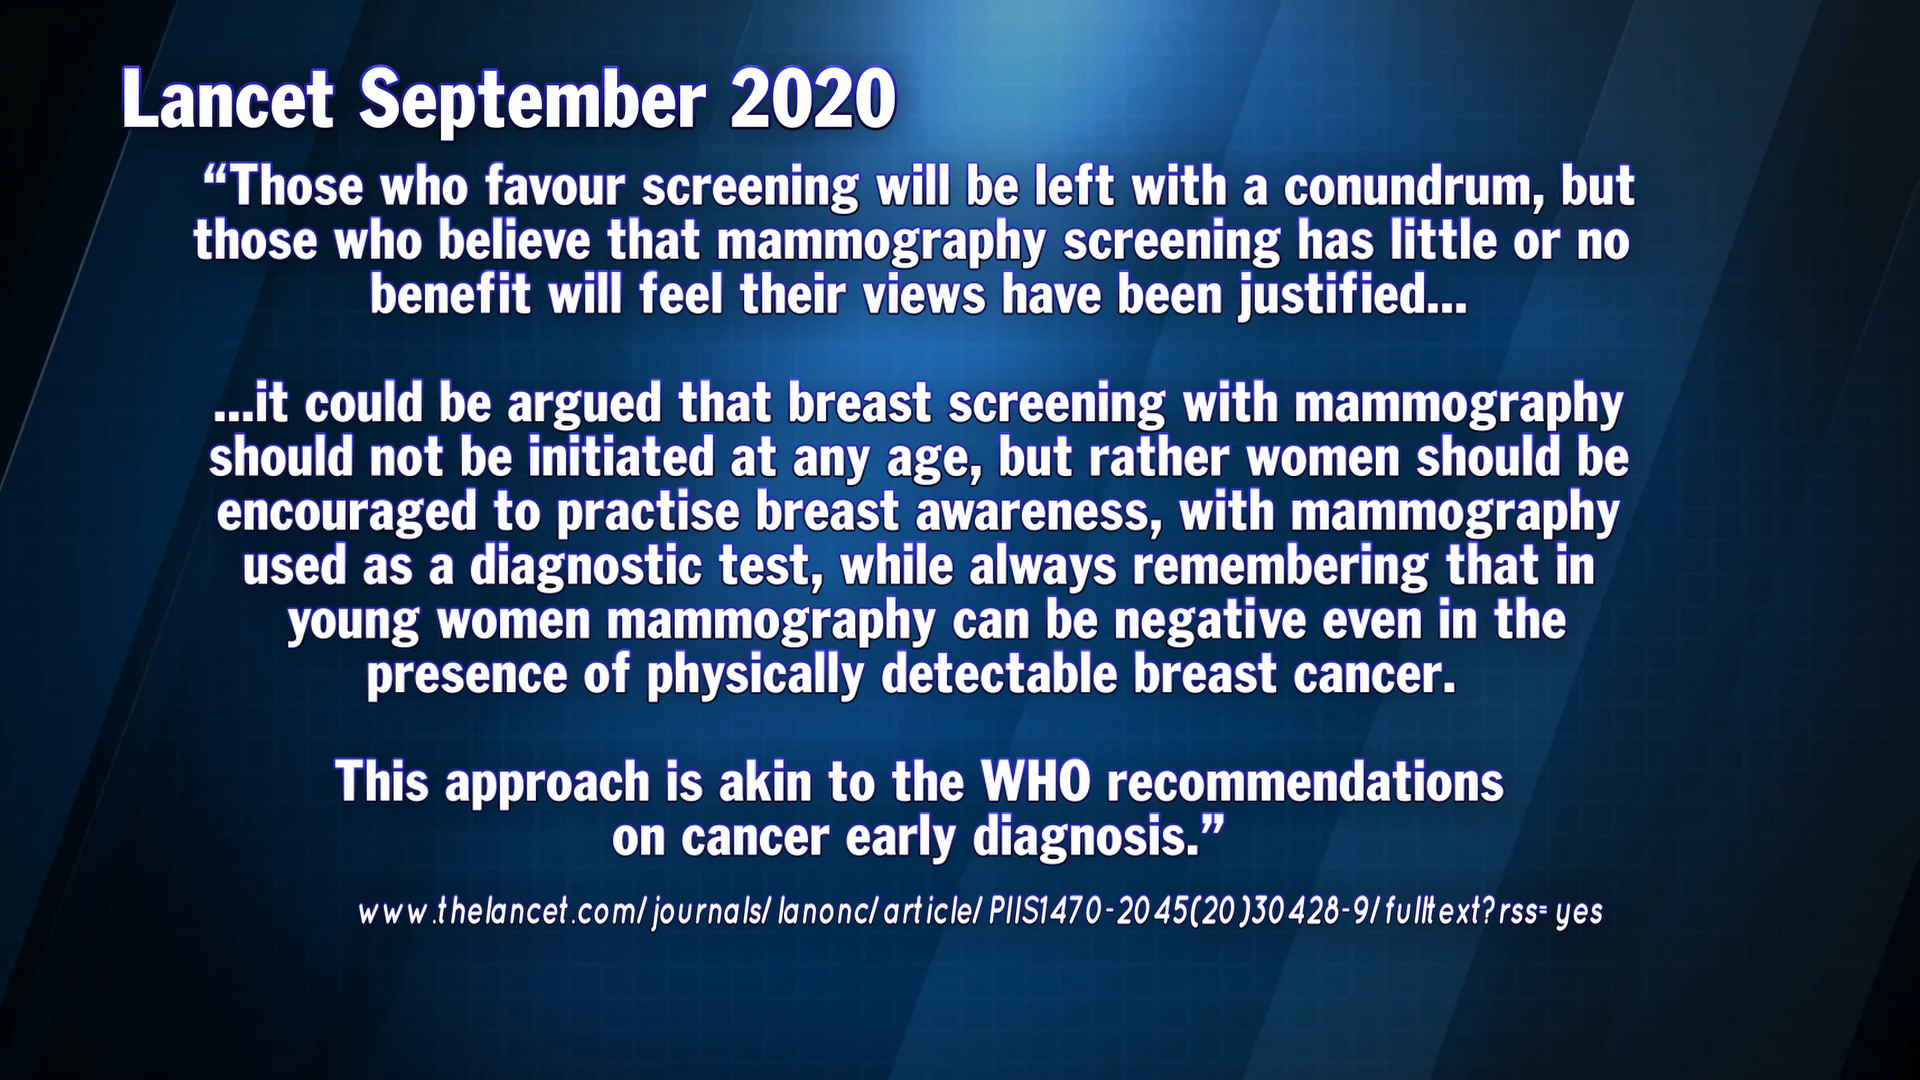 Lancet September 2020
“Those who favour screening will be left with a conundrum, but
those who believe that mammography screening has little or no
benefit will feel their views have been justified...
...it could be argued that breast screening with mammography
should not be initiated at any age, but rather women should be
encouraged to practise breast awareness, with mammography
used as a diagnostic test, while always remembering that in
young women mammography can be negative even in the
presence of physically detectable breast cancer.
This approach is akin to the WHO recommendations
on cancer early diagnosis.”
www.thelancet.com/journals/lanonc/article/PIIS1470-2045(20)30428-9/fulltext?rss=yes